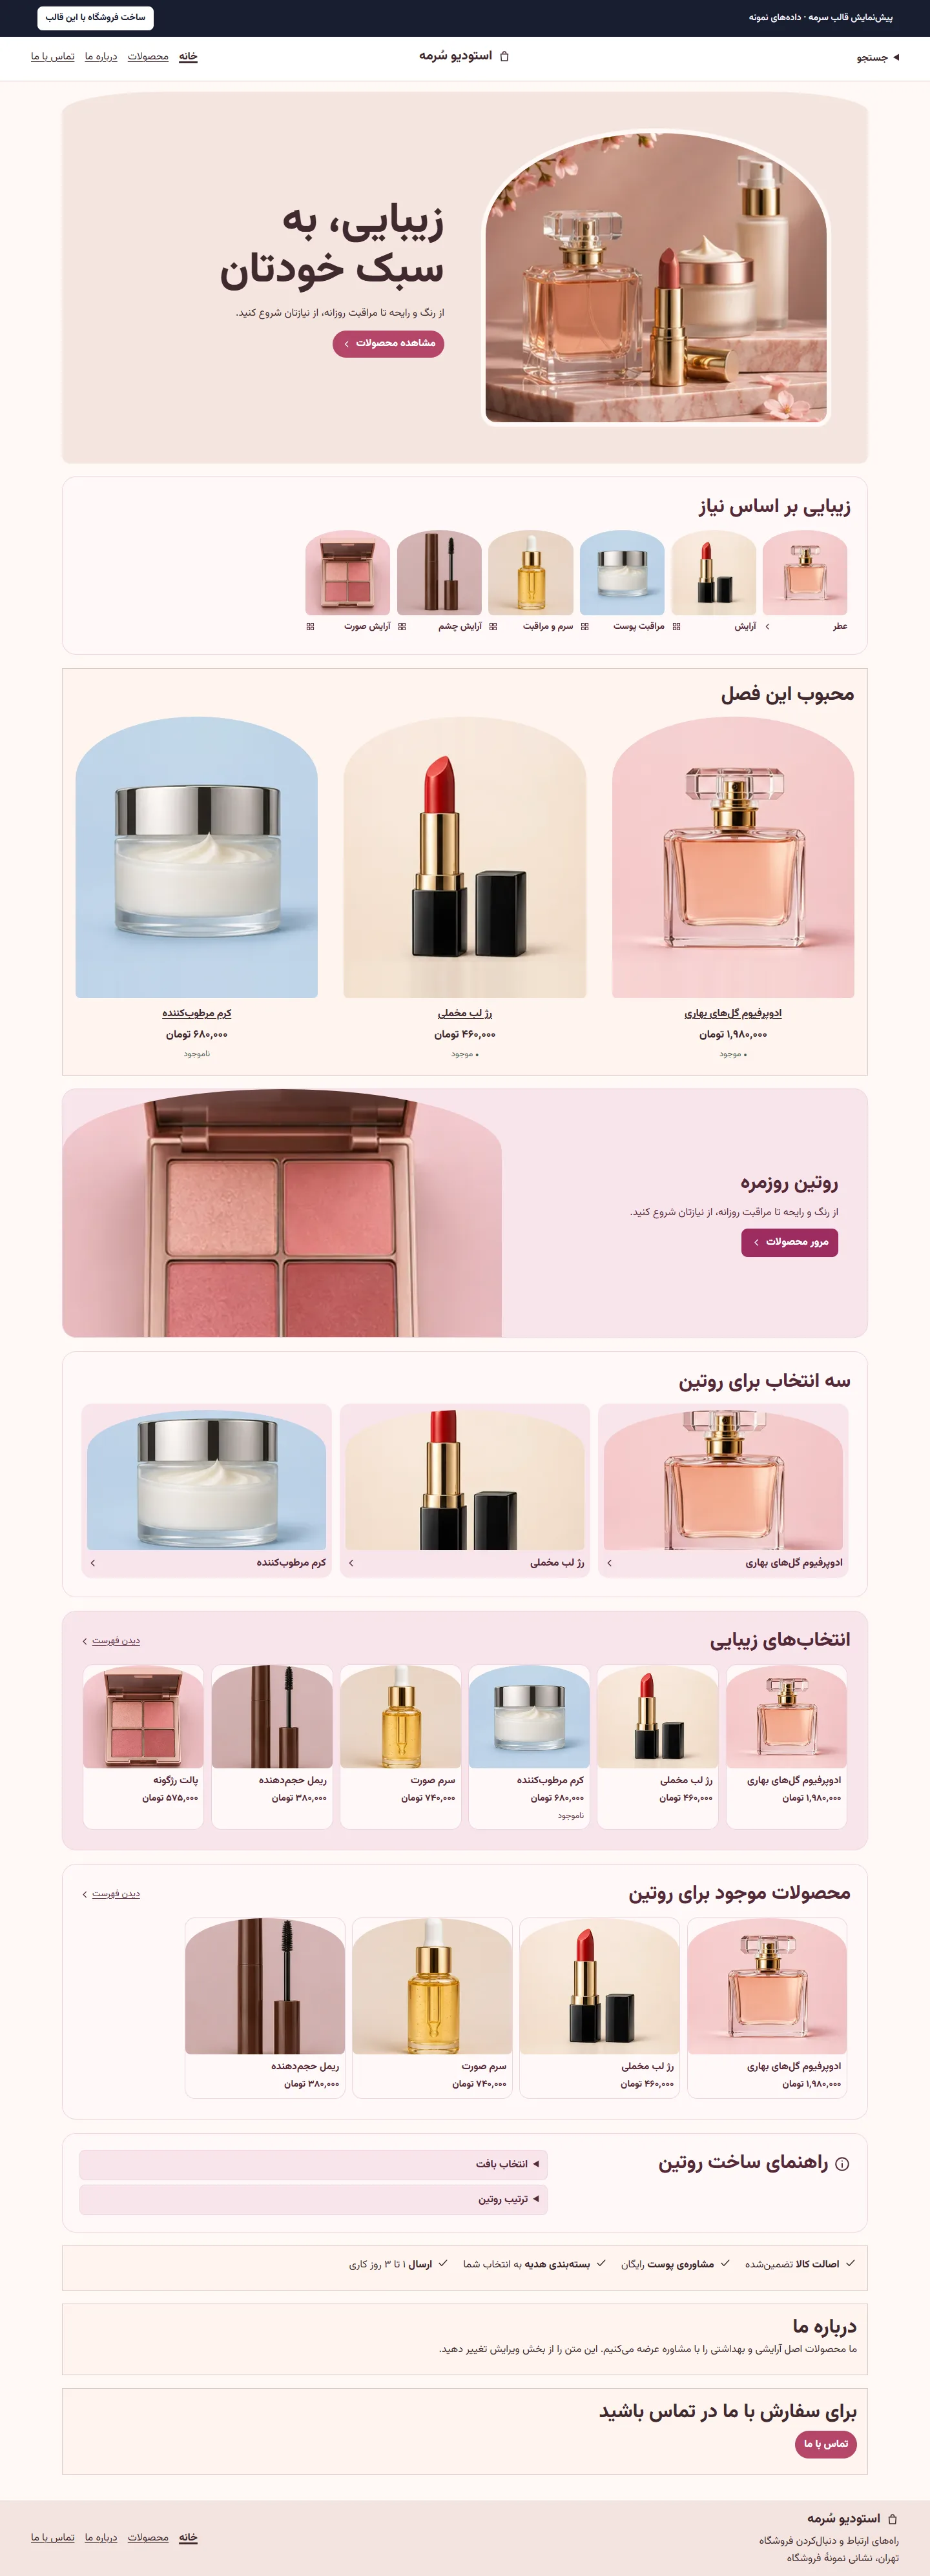 پیش‌نمایش قالب سرمه · داده‌های نمونه
ساخت فروشگاه با این قالب
جستجو
استودیو سُرمه
خانه
محصولات
درباره ما
تماس با ما
زیبایی، به
سبک خودتان
از رنگ و رایحه تا مراقبت روزانه، از نیازتان شروع کنید.
مشاهده محصولات
زیبایی بر اساس نیاز
عطر
آرایش
مراقبت پوست
سرم و مراقبت
آرایش چشم
آرایش صورت
محبوب این فصل
ادوپرفیوم گل‌های بهاری
۱٬۹۸۰٬۰۰۰ تومان
• موجود
رژ لب مخملی
۴۶۰٬۰۰۰ تومان
• موجود
کرم مرطوب‌کننده
۶۸۰٬۰۰۰ تومان
ناموجود
روتین روزمره
از رنگ و رایحه تا مراقبت روزانه، از نیازتان شروع کنید.
مرور محصولات
سه انتخاب برای روتین
ادوپرفیوم گل‌های بهاری
رژ لب مخملی
کرم مرطوب‌کننده
انتخاب‌های زیبایی
دیدن فهرست
ادوپرفیوم گل‌های بهاری
۱٬۹۸۰٬۰۰۰ تومان
رژ لب مخملی
۴۶۰٬۰۰۰ تومان
کرم مرطوب‌کننده
۶۸۰٬۰۰۰ تومان
ناموجود
سرم صورت
۷۴۰٬۰۰۰ تومان
ریمل حجم‌دهنده
۳۸۰٬۰۰۰ تومان
پالت رژگونه
۵۷۵٬۰۰۰ تومان
محصولات موجود برای روتین
دیدن فهرست
ادوپرفیوم گل‌های بهاری
۱٬۹۸۰٬۰۰۰ تومان
رژ لب مخملی
۴۶۰٬۰۰۰ تومان
سرم صورت
۷۴۰٬۰۰۰ تومان
ریمل حجم‌دهنده
۳۸۰٬۰۰۰ تومان
راهنمای ساخت روتین
انتخاب بافت
ترتیب روتین
اصالت کالا تضمین‌شده
مشاوره‌ی پوست رایگان
بسته‌بندی هدیه به انتخاب شما
ارسال ۱ تا ۳ روز کاری
درباره ما
ما محصولات اصل آرایشی و بهداشتی را با مشاوره عرضه می‌کنیم. این متن را از بخش ویرایش تغییر دهید.
برای سفارش با ما در تماس باشید
تماس با ما
استودیو سُرمه
راه‌های ارتباط و دنبال‌کردن فروشگاه
تهران، نشانی نمونهٔ فروشگاه
خانه
محصولات
درباره ما
تماس با ما